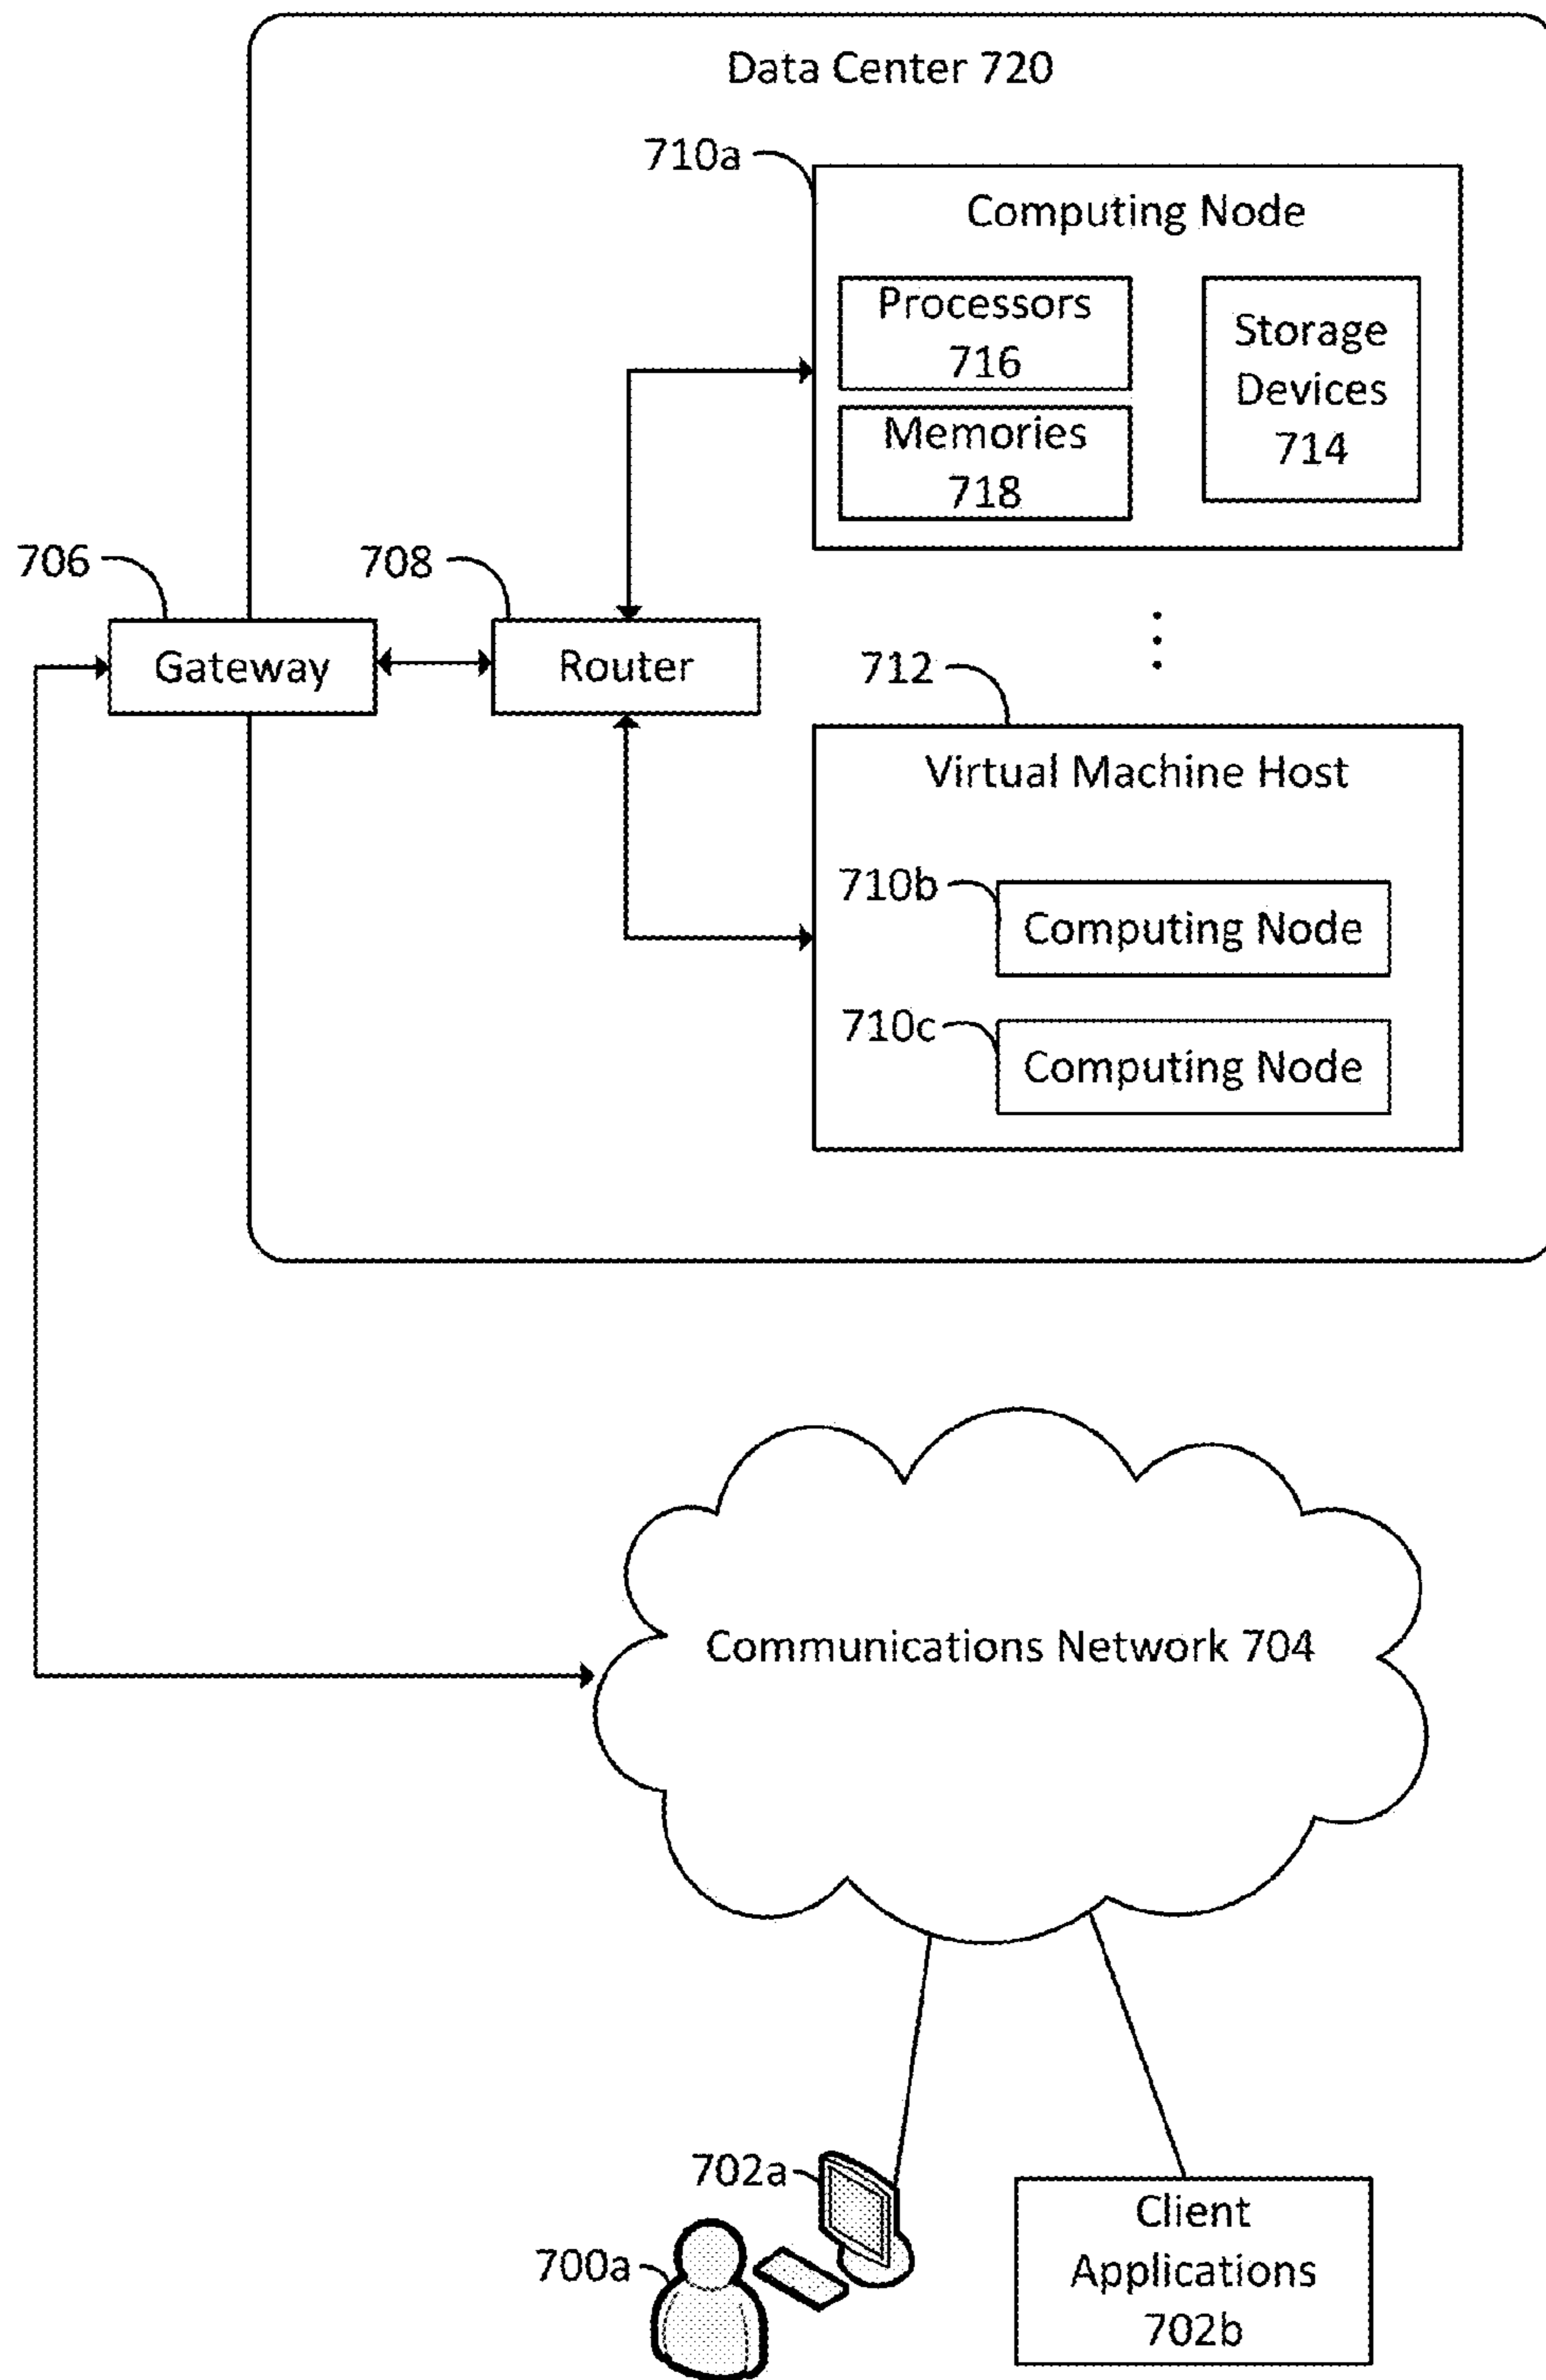 Data Center 720
710a
Computing Node
Processors
716
Storage
Devices
714
Memories
718
706
708
Gateway
Router
712
Virtual Machine Host
710b
Computing Node
710c
Computing Node
Communications Network 704
702a
700a
Client
Applications
702b